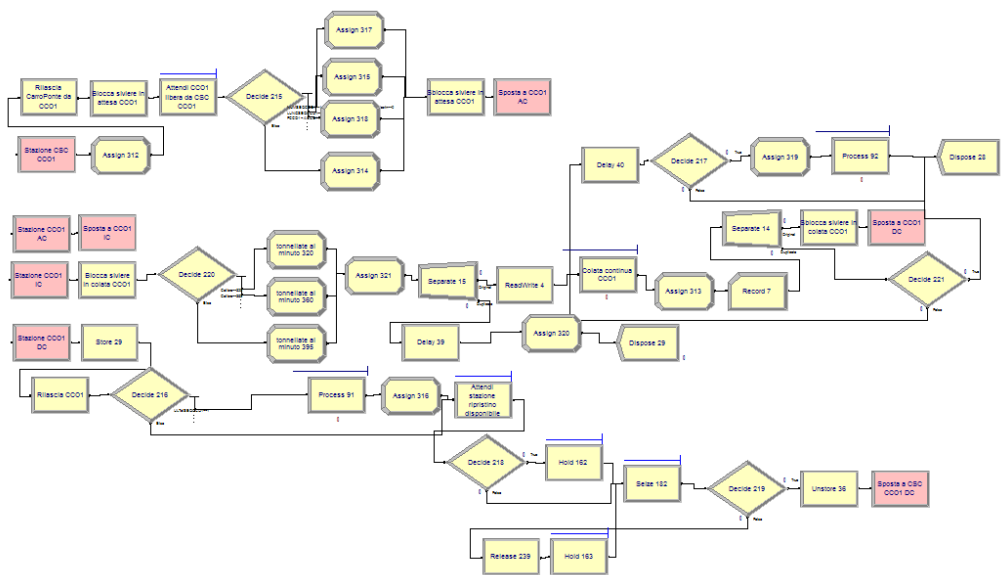 Assign 317
Rilascia
CarroPonte da
CCO1
Blocca siviere in
attesa CCO1
Attendi CCO1
libera da CSC
CCO1
Decide 215
Assign 315
Assign 318
Else
Sblocca siviere in
attesa CCO1
Sposta a CCO1
AC
Stazione CSC
CCO1
Assign 312
Assign 314
Delay 40
Decide 217
True
False
Assign 319
Process 92
0
Dispose 28
Stazione CCO1
AC
Sposta a CCO1
IC
Separate 14
Original
Duplicate
Sblocca siviere in
colata CCO1
Sposta a CCO1
DC
Stazione CCO1
IC
Blocca siviere
in colata CCO1
Decide 220
Else
tonnellate al
minuto 320
tonnellate al
minuto 360
tonnellate al
minuto 395
Assign 321
Separate 15
Original
Duplicate
ReadWrite 4
Colata continua
CCO1
0
Assign 313
Record 7
Decide 221
True
False
Stazione CCO1
DC
Store 29
Delay 39
Assign 320
Dispose 29
0
Rilascia CCO1
Decide 216
Else
Process 91
0
Assign 316
Attendi
stazione
ripristino
disponibile
Decide 218
True
False
Hold 162
Seize 182
Decide 219
True
False
Unstore 36
Sposta a CSC
CCO1 DC
Release 239
Hold 163